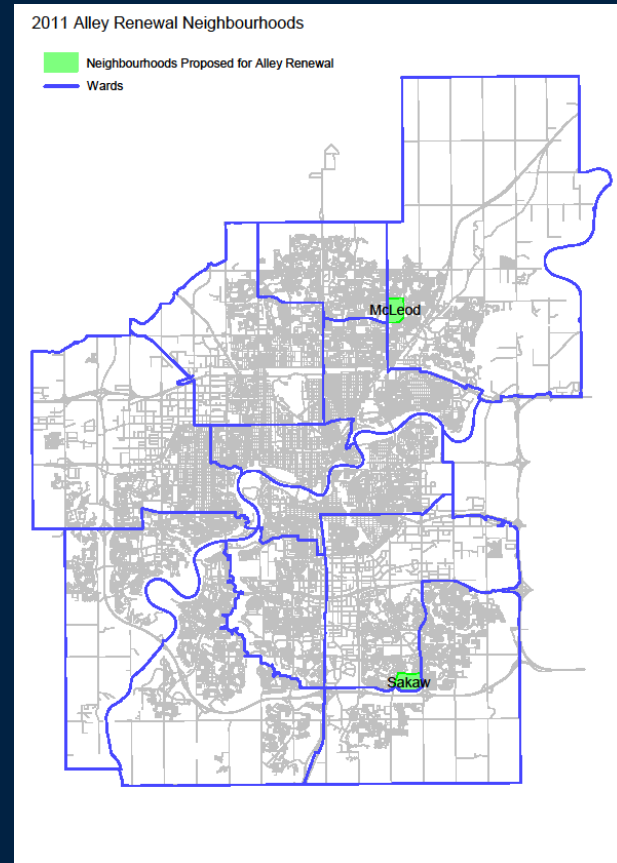 2011 Alley Renewal Neighbourhoods
Neighbourhoods Proposed for Alley Renewal
Wards
McLeod
Sakaw